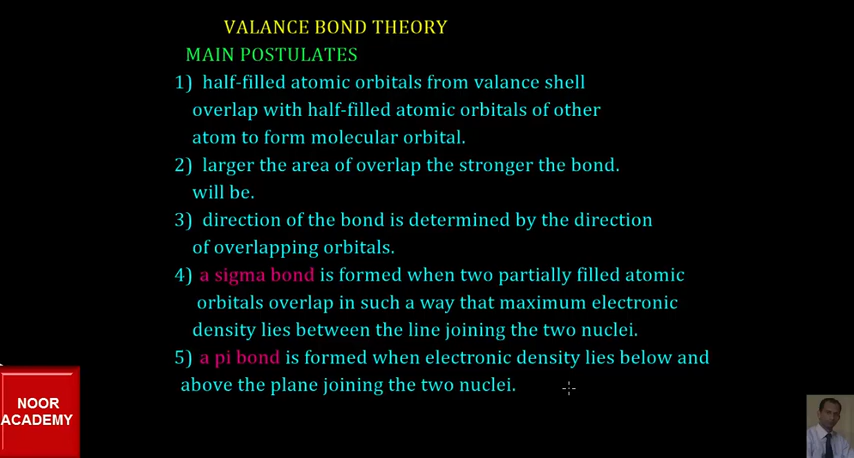 VALANCE BOND THEORY
MAIN POSTULATES
1) half-filled atomic orbitals from valance shell
overlap with half-filled atomic orbitals of other
atom to form molecular orbital.
2) larger the area of overlap the stronger the bond.
will be.
3) direction of the bond is determined by the direction
of overlapping orbitals.
4) a sigma bond is formed when two partially filled atomic
orbitals overlap in such a way that maximum electronic
density lies between the line joining the two nuclei.
5) a pi bond is formed when electronic density lies below and
above the plane joining the two nuclei.
NOOR
ACADEMY